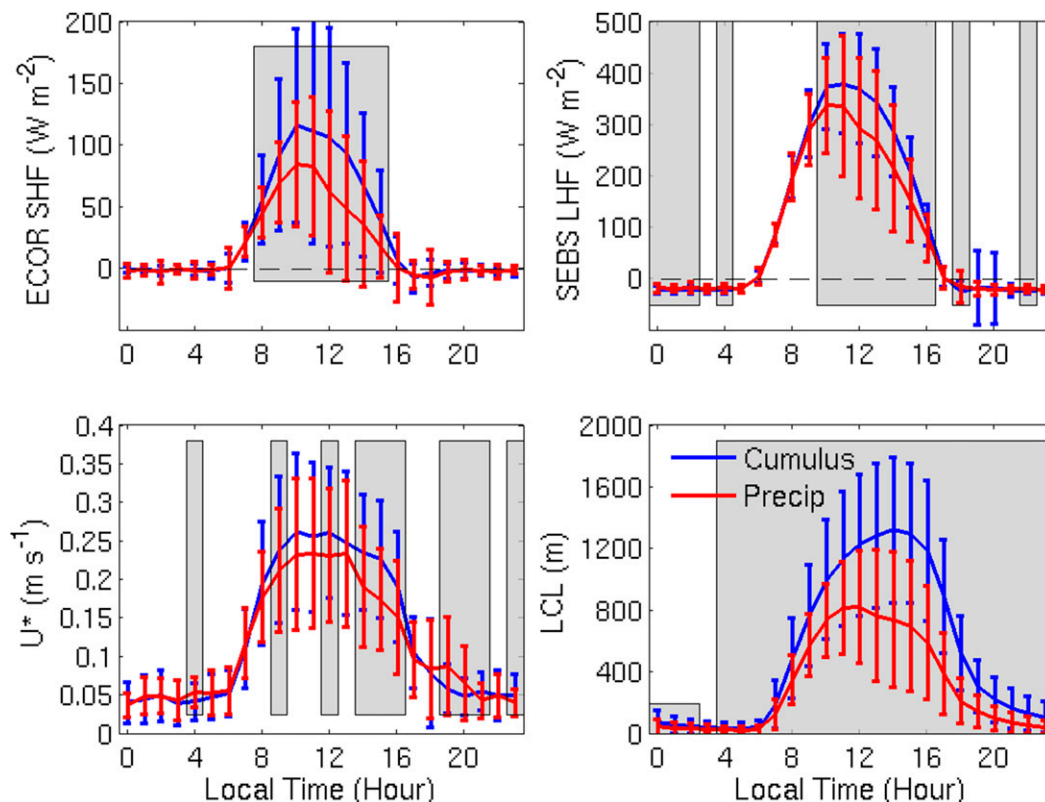 ECOR SHF (W m-2)
200
150
100
50
0
0 4 8 12 16 20
SEBS LHF (W m-2)
500
400
300
200
100
0
0 4 8 12 16 20
U* (m s-1)
0.4
0.35
0.3
0.25
0.2
0.15
0.1
0.05
0
0 4 8 12 16 20
Local Time (Hour)
LCL (m)
2000
1600
1200
800
400
0
Cumulus
Precip
0 4 8 12 16 20
Local Time (Hour)